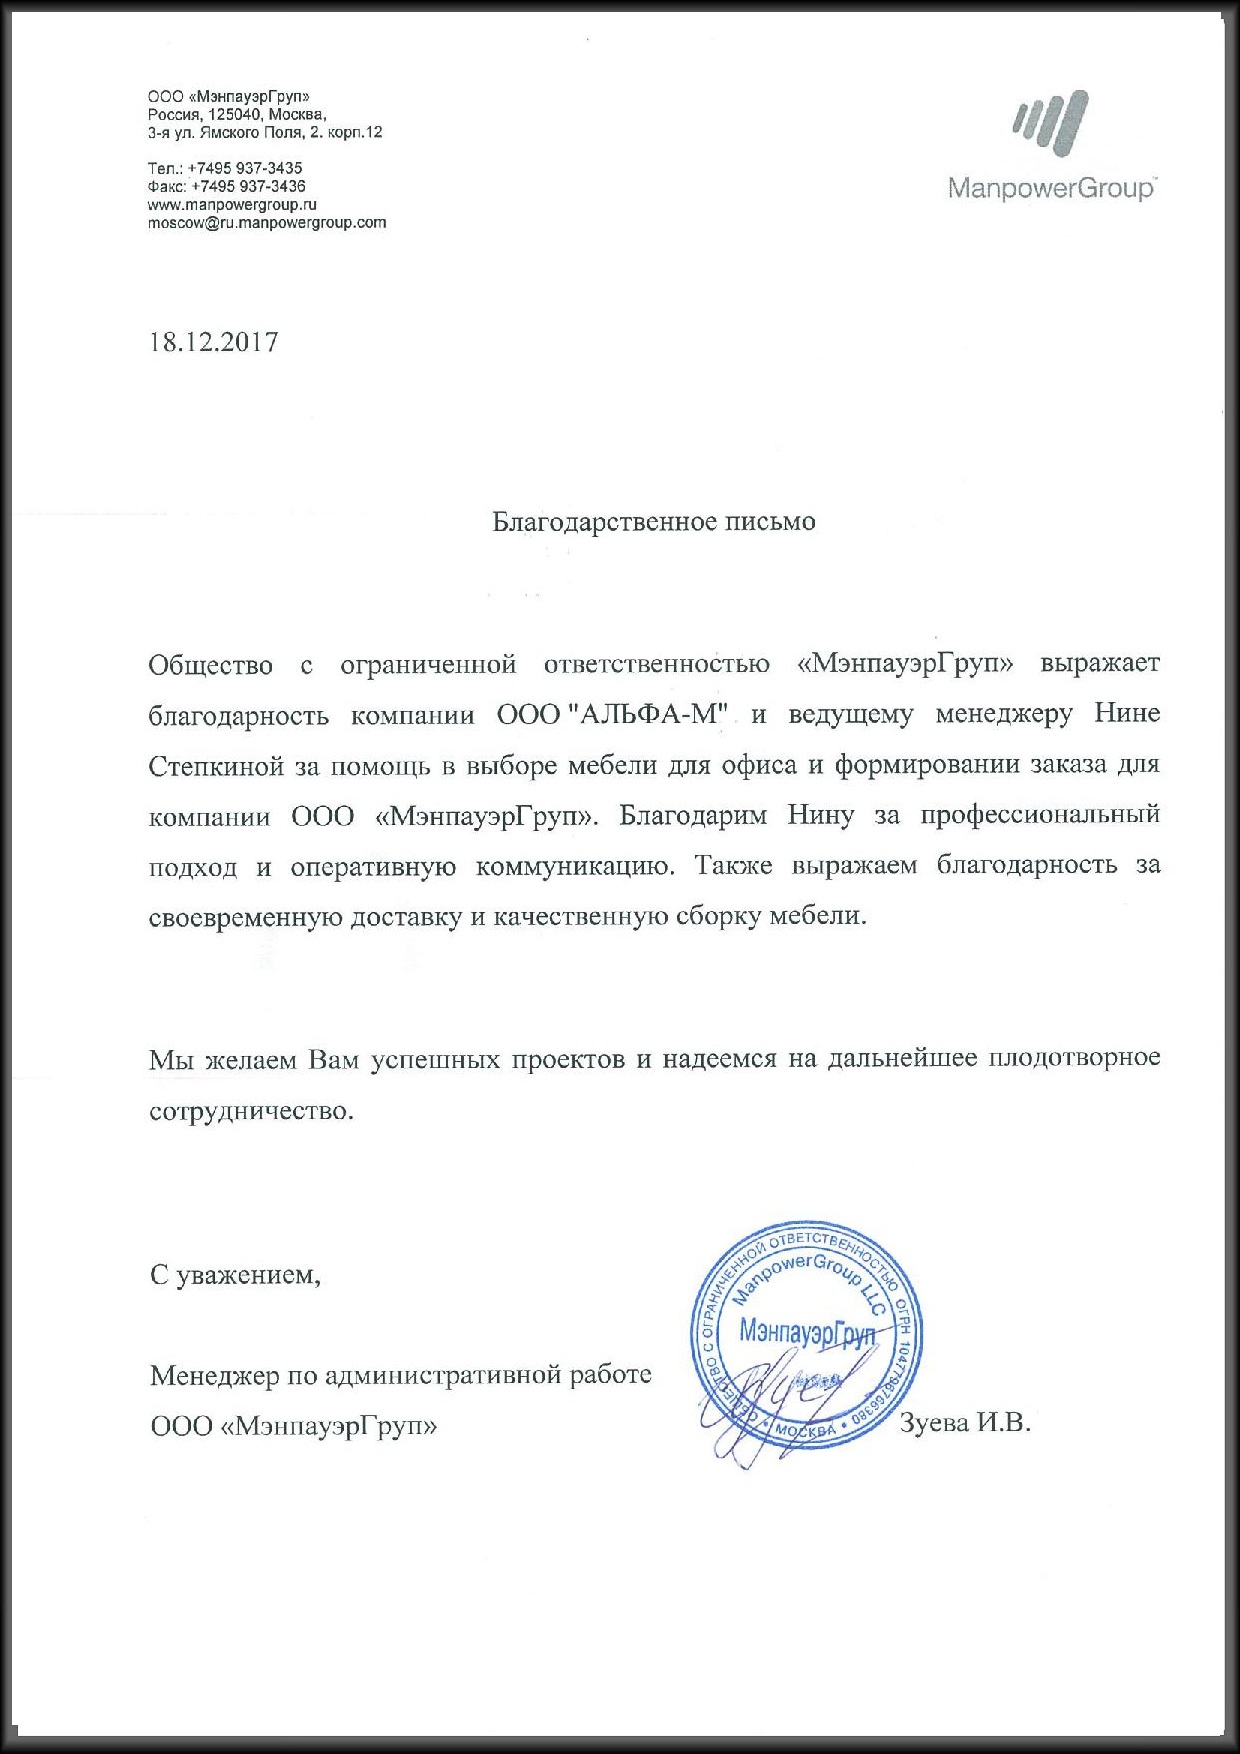 ООО «МэнпауэрГруп»
Россия, 125040, Москва,
3-я ул. Ямского Поля, 2. корп.12
Тел.: +7495 937-3435
Факс: +7495 937-3436
www.manpowergroup.ru
moscow@ru.manpowergroup.com
ManpowerGroup™
18.12.2017
Благодарственное письмо
Общество с ограниченной ответственностью «МэнпауэрГруп» выражает
благодарность компании ООО "АЛЬФА-М" и ведущему менеджеру Нине
Степкиной за помощь в выборе мебели для офиса и формировании заказа для
компании ООО «МэнпауэрГруп». Благодарим Нину за профессиональный
подход и оперативную коммуникацию. Также выражаем благодарность за
своевременную доставку и качественную сборку мебели.
Мы желаем Вам успешных проектов и надеемся на дальнейшее плодотворное
сотрудничество.
С уважением,
Менеджер по административной работе
ООО «МэнпауэрГруп»
ОБЩЕСТВО С ОГРАНИЧЕННОЙ ОТВЕТСТВЕННОСТЬЮ ОГРН 1047796766380
• МОСКВА •
ManpowerGroup LLC
МэнпауэрГруп
Зуева И.В.